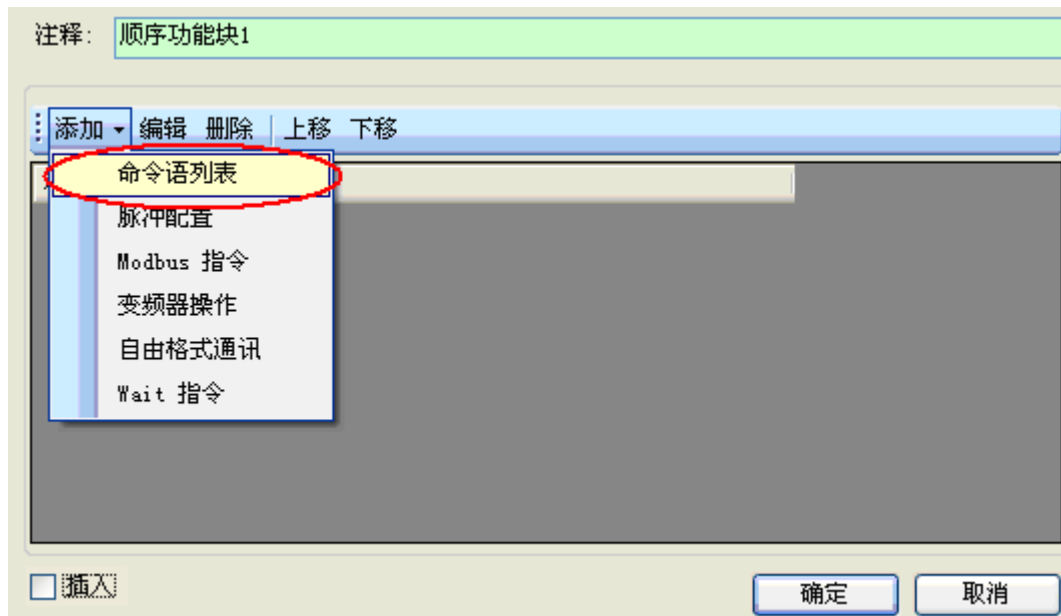 注释: 顺序功能块1
添加 编辑 删除 上移 下移
命令语列表
脉冲配置
Modbus 指令
变频器操作
自由格式通讯
Wait 指令
插入 确定 取消